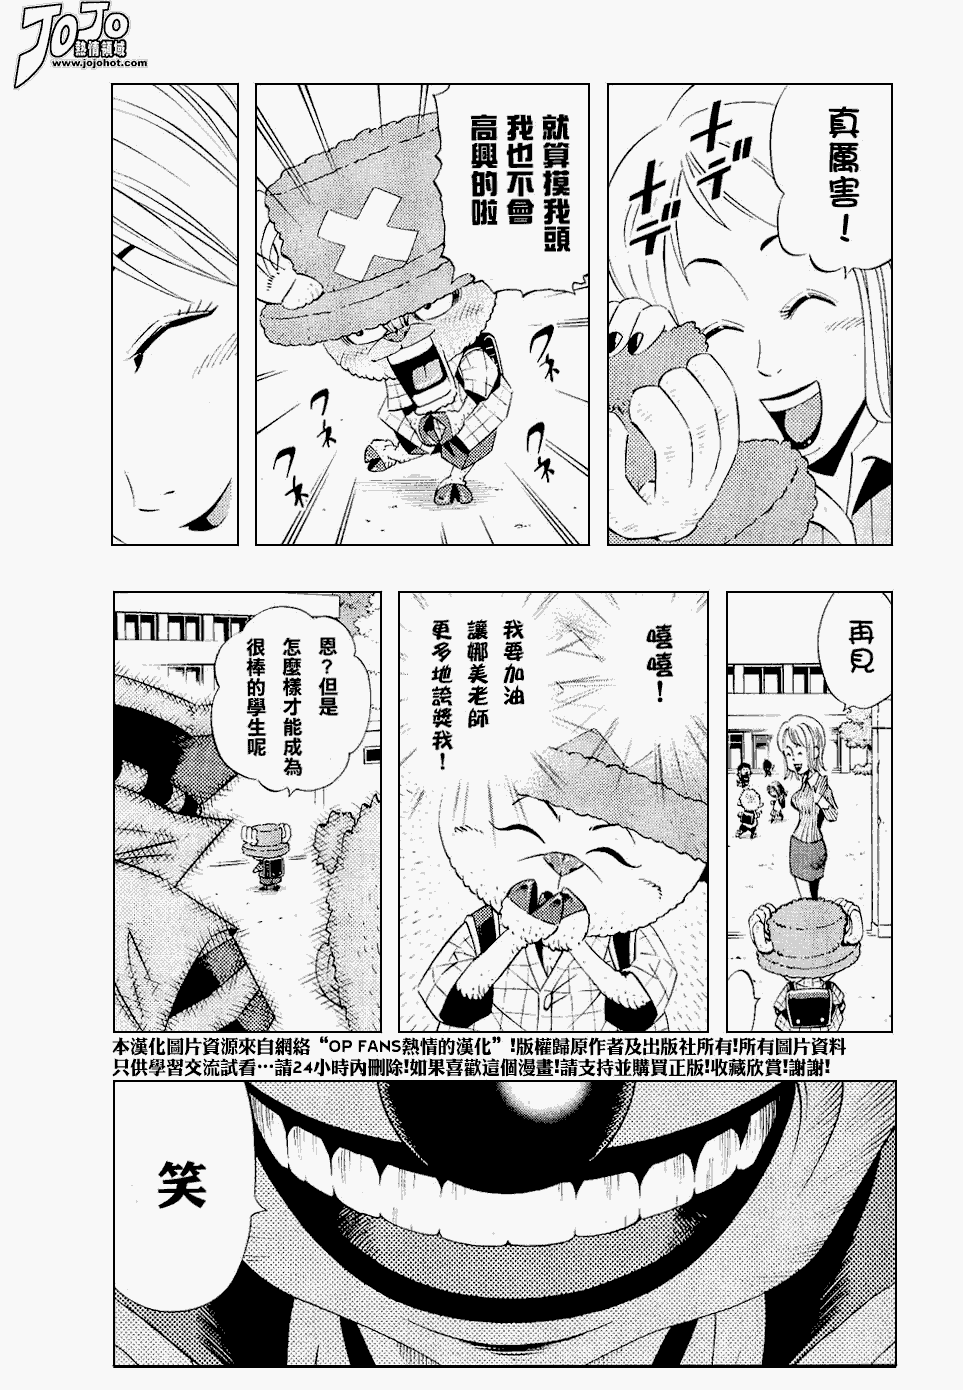 JOJO
熱情領域
www.jojohot.com
真厲害！
ナデ
ナデ
就算摸我頭
我也不會
高興的啦
クネ
クネ
クネ
クネ
再見
嘻嘻！
我要加油
讓娜美老師
更多地誇獎我！
恩？但是
怎麼樣才能成為
很棒的學生呢
本漢化圖片資源來自網絡“OP FANS熱情的漢化”！版權歸原作者及出版社所有！所有圖片資料
只供學習交流試看…請24小時內刪除！如果喜歡這個漫畫！請支持並購買正版！收藏欣賞！謝謝！
笑